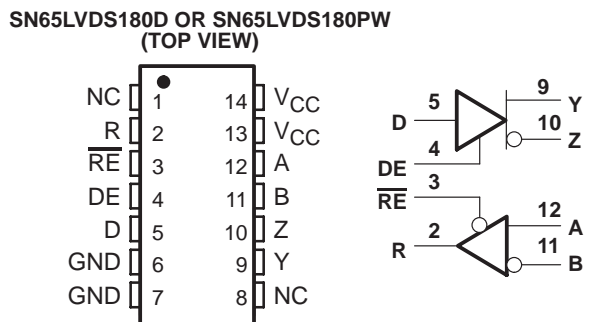 SN65LVDS180D OR SN65LVDS180PW
(TOP VIEW)
NC 1 14 VCC
R 2 13 VCC
RE 3 12 A
DE 4 11 B
D 5 10 Z
GND 6 9 Y
GND 7 8 NC
5 9
D Y
10
4 Z
DE
3
RE
12
2 A
R 11
B